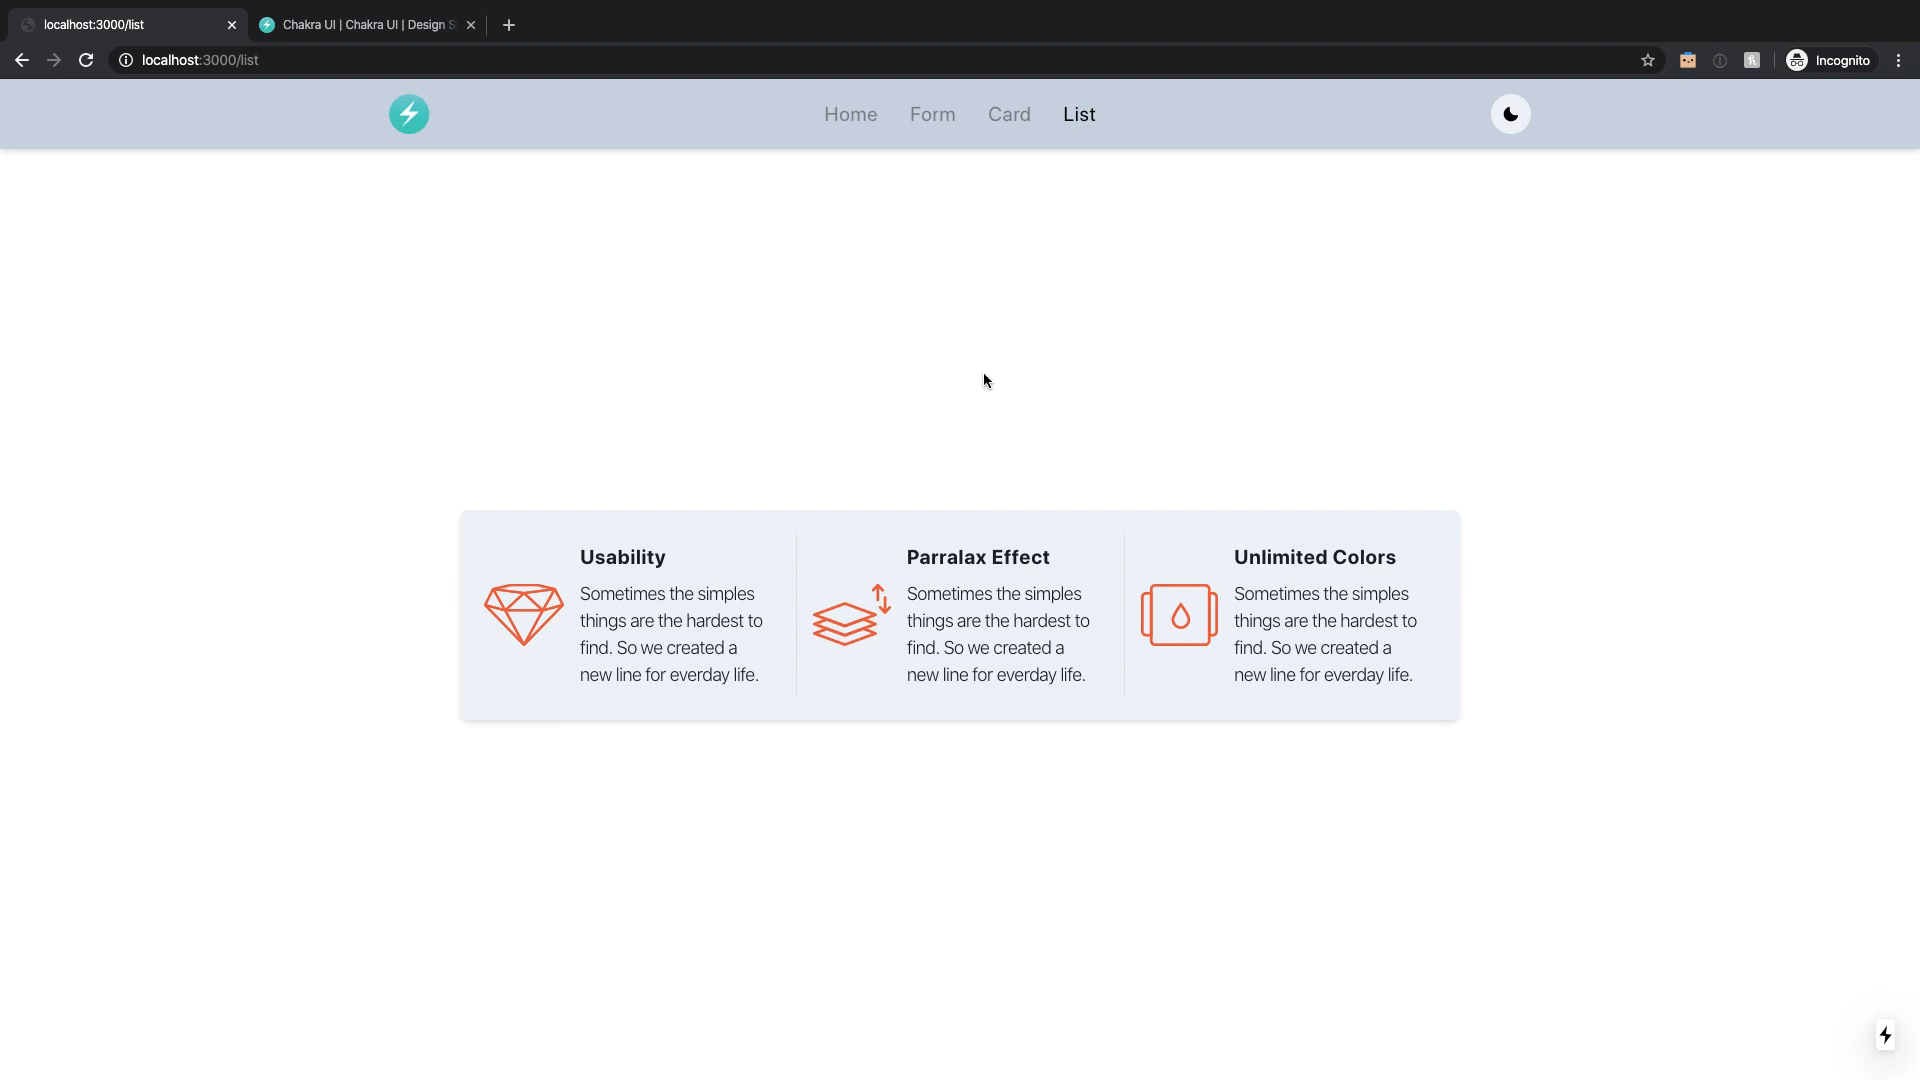 localhost:3000/list
Chakra UI | Chakra UI | Design S
localhost:3000/list
Incognito
Home Form Card List
Usability
Sometimes the simples
things are the hardest to
find. So we created a
new line for everday life.
Parralax Effect
Sometimes the simples
things are the hardest to
find. So we created a
new line for everday life.
Unlimited Colors
Sometimes the simples
things are the hardest to
find. So we created a
new line for everday life.